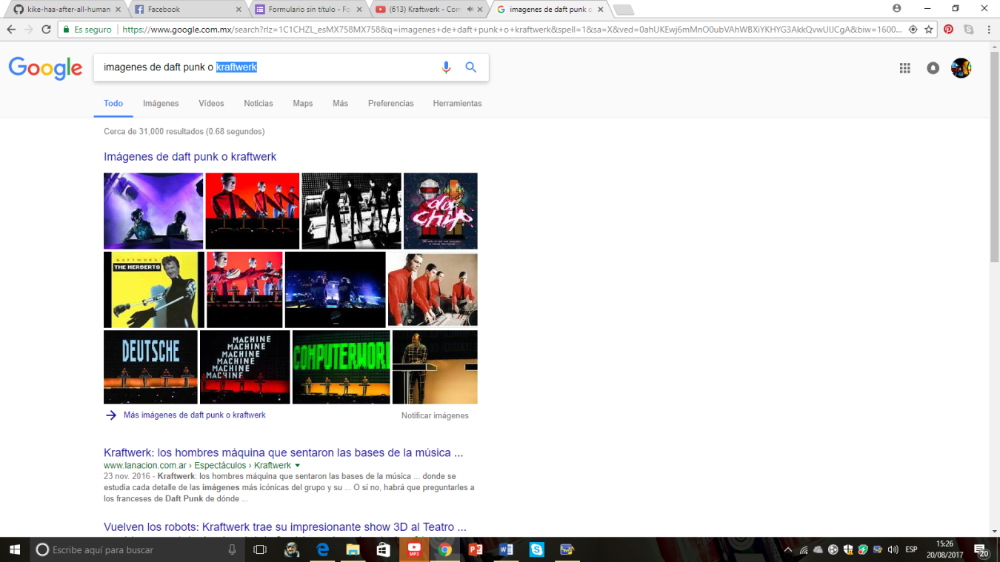 kike-haa-after-all-human
Facebook
Formulario sin título - Fo
(613) Kraftwerk - Com
imagenes de daft punk o
Es seguro | https://www.google.com.mx/search?rlz=1C1CHZL_esMX758MX758&q=imagenes+de+daft+punk+o+kraftwerk&spell=1&sa=X&ved=0ahUKEwj6mMnO0ubVAhWBXiYKHYG3AkkQvwUIJCgA&biw=1600...
Google
imagenes de daft punk o kraftwerk
Todo Imágenes Vídeos Noticias Maps Más Preferencias Herramientas
Cerca de 31,000 resultados (0.68 segundos)
Imágenes de daft punk o kraftwerk
da
chip
DAFTWERK
THE HERBERTS
DEUTSCHE
MACHINE
MACHINE
MACHINE
MACHINE
MACHINE
COMPUTERWOR
Más imágenes de daft punk o kraftwerk
Notificar imágenes
Kraftwerk: los hombres máquina que sentaron las bases de la música ...
www.lanacion.com.ar › Espectáculos › Kraftwerk
23 nov. 2016 - Kraftwerk: los hombres máquina que sentaron las bases de la música ... donde se
estudia cada detalle de las imágenes más icónicas del grupo y su ... O si no, habrá que preguntarles a
los franceses de Daft Punk de dónde ...
Vuelven los robots: Kraftwerk trae su impresionante show 3D al Teatro ...
Escribe aquí para buscar
MP3
ESP
15:26
20/08/2017
20